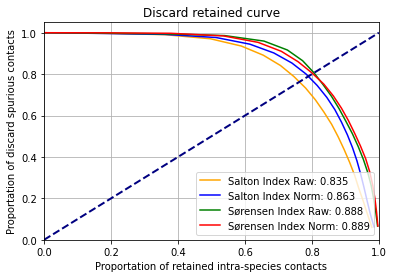 Discard retained curve
Proportation of discard spurious contacts
1.0
0.8
0.6
0.4
0.2
0.0
Salton Index Raw: 0.835
Salton Index Norm: 0.863
Sørensen Index Raw: 0.888
Sørensen Index Norm: 0.889
0.0 0.2 0.4 0.6 0.8 1.0
Proportation of retained intra-species contacts